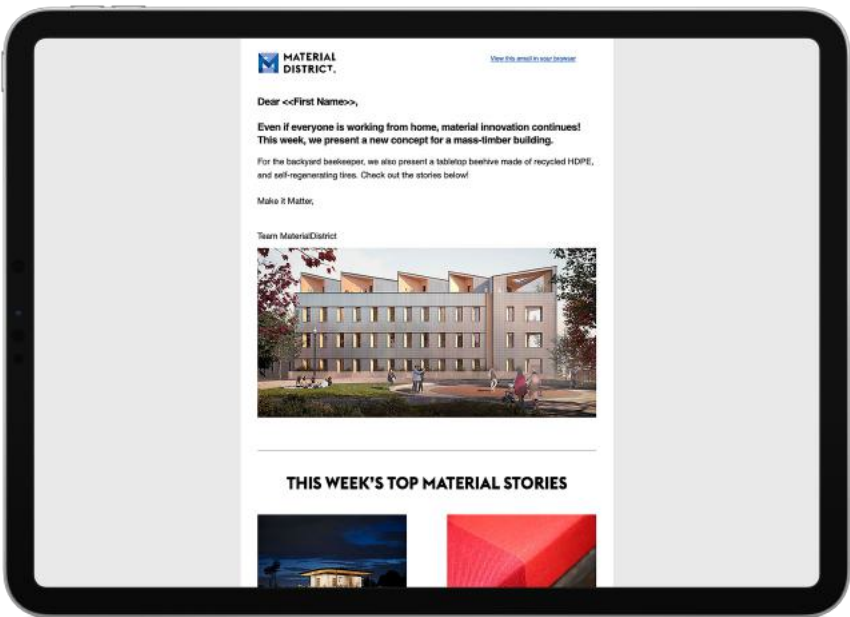 MATERIAL
DISTRICT.
View this email in your browser
Dear <<First Name>>,
Even if everyone is working from home, material innovation continues!
This week, we present a new concept for a mass-timber building.
For the backyard beekeeper, we also present a tabletop beehive made of recycled HDPE,
and self-regenerating tires. Check out the stories below!
Make it Matter,
Team MaterialDistrict
THIS WEEK'S TOP MATERIAL STORIES